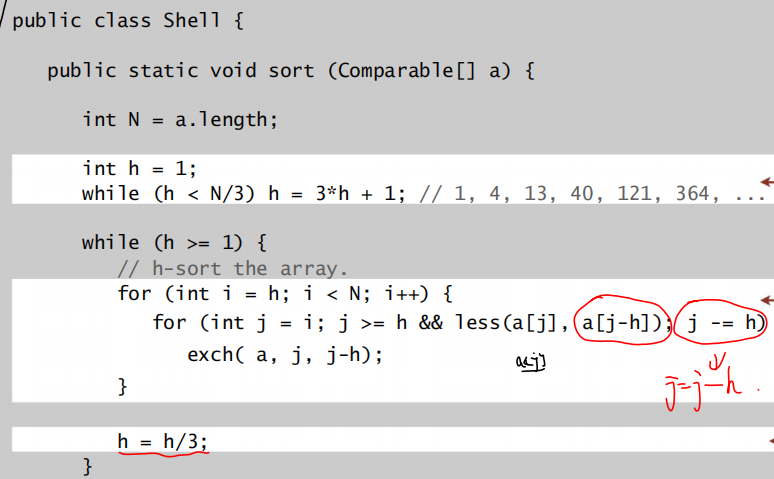 public class Shell {
public static void sort (Comparable[] a) {
int N = a.length;
int h = 1;
while (h < N/3) h = 3*h + 1; // 1, 4, 13, 40, 121, 364, ...
while (h >= 1) {
// h-sort the array.
for (int i = h; i < N; i++) {
for (int j = i; j >= h && less(a[j], a[j-h]); j -= h)
exch( a, j, j-h);
a[j]
}
j=j-h.
h = h/3;
}